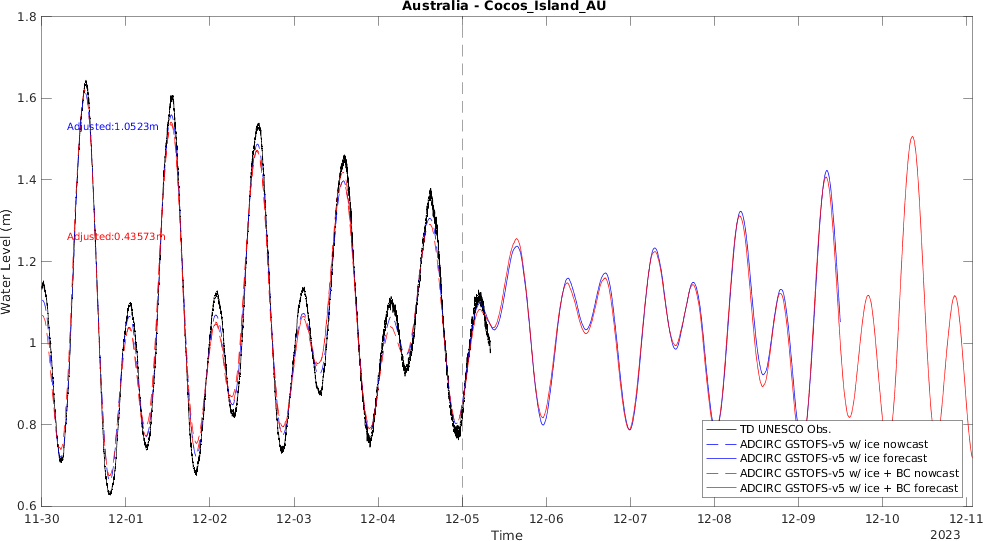 Australia - Cocos_Island_AU
1.8
1.6
1.4
1.2
1
0.8
0.6
Water Level (m)
Adjusted:1.0523m
Adjusted:0.43573m
TD UNESCO Obs.
ADCIRC GSTOFS-v5 w/ ice nowcast
ADCIRC GSTOFS-v5 w/ ice forecast
ADCIRC GSTOFS-v5 w/ ice + BC nowcast
ADCIRC GSTOFS-v5 w/ ice + BC forecast
11-30 12-01 12-02 12-03 12-04 12-05 12-06 12-07 12-08 12-09 12-10 12-11
Time
2023